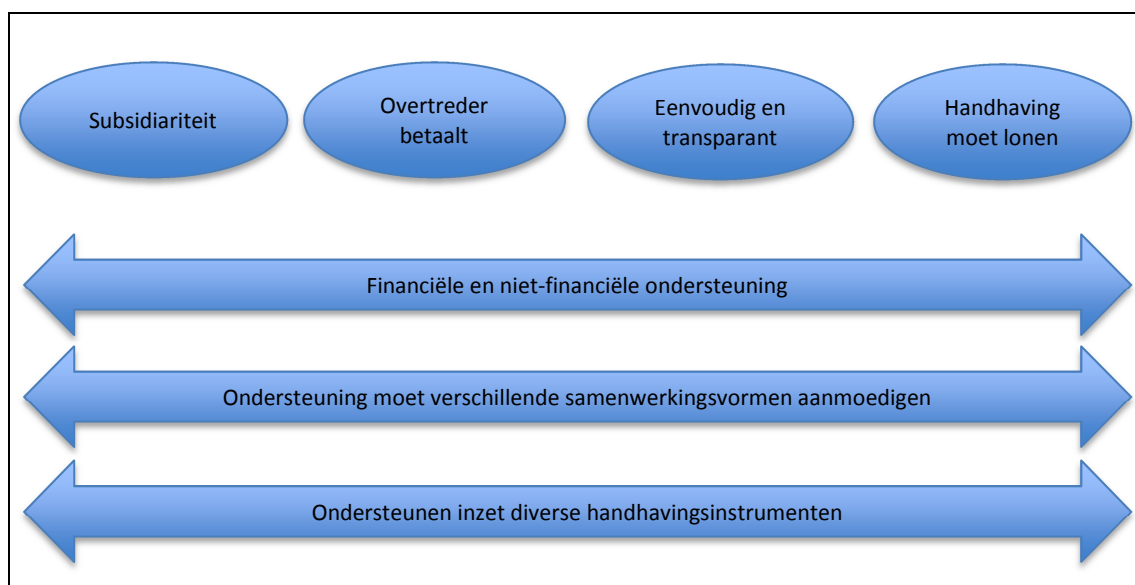 Subsidiariteit
Overtreder
betaalt
Eenvoudig en
transparant
Handhaving
moet lonen
Financiële en niet-financiële ondersteuning
Ondersteuning moet verschillende samenwerkingsvormen aanmoedigen
Ondersteunen inzet diverse handhavingsinstrumenten